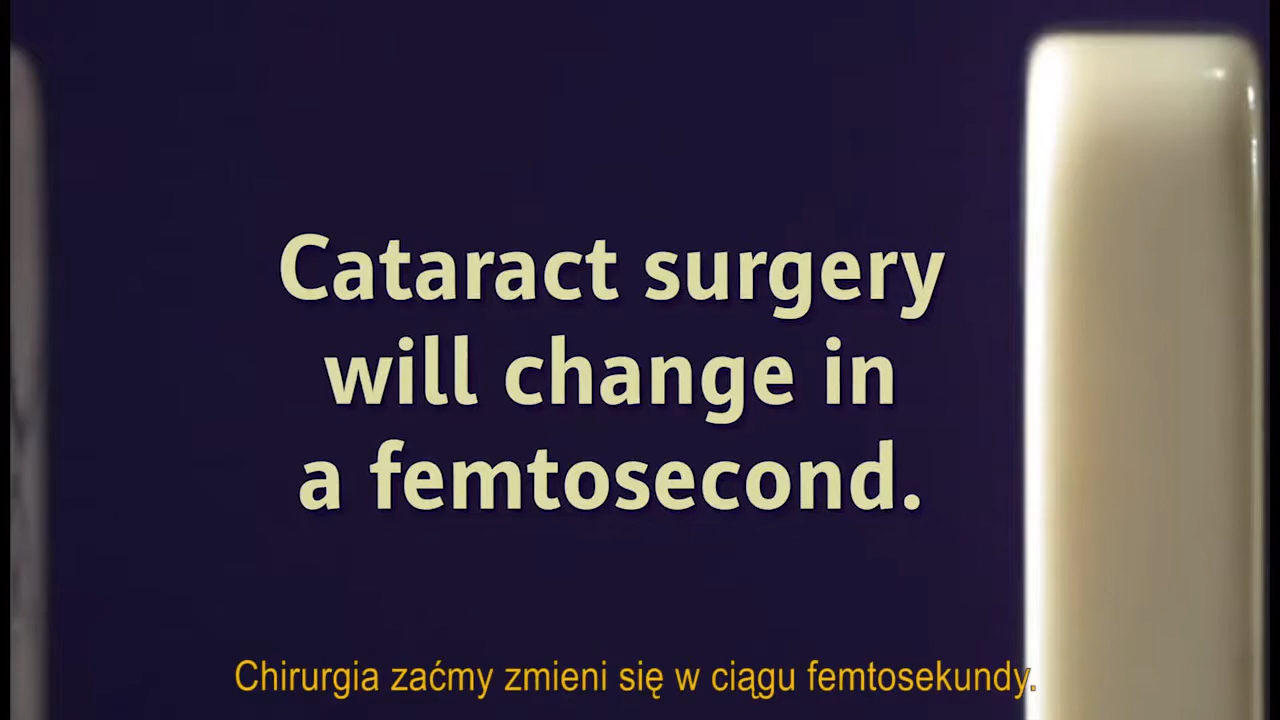 Cataract surgery
will change in
a femtosecond.
Chirurgia zaćmy zmieni się w ciągu femtosekundy.